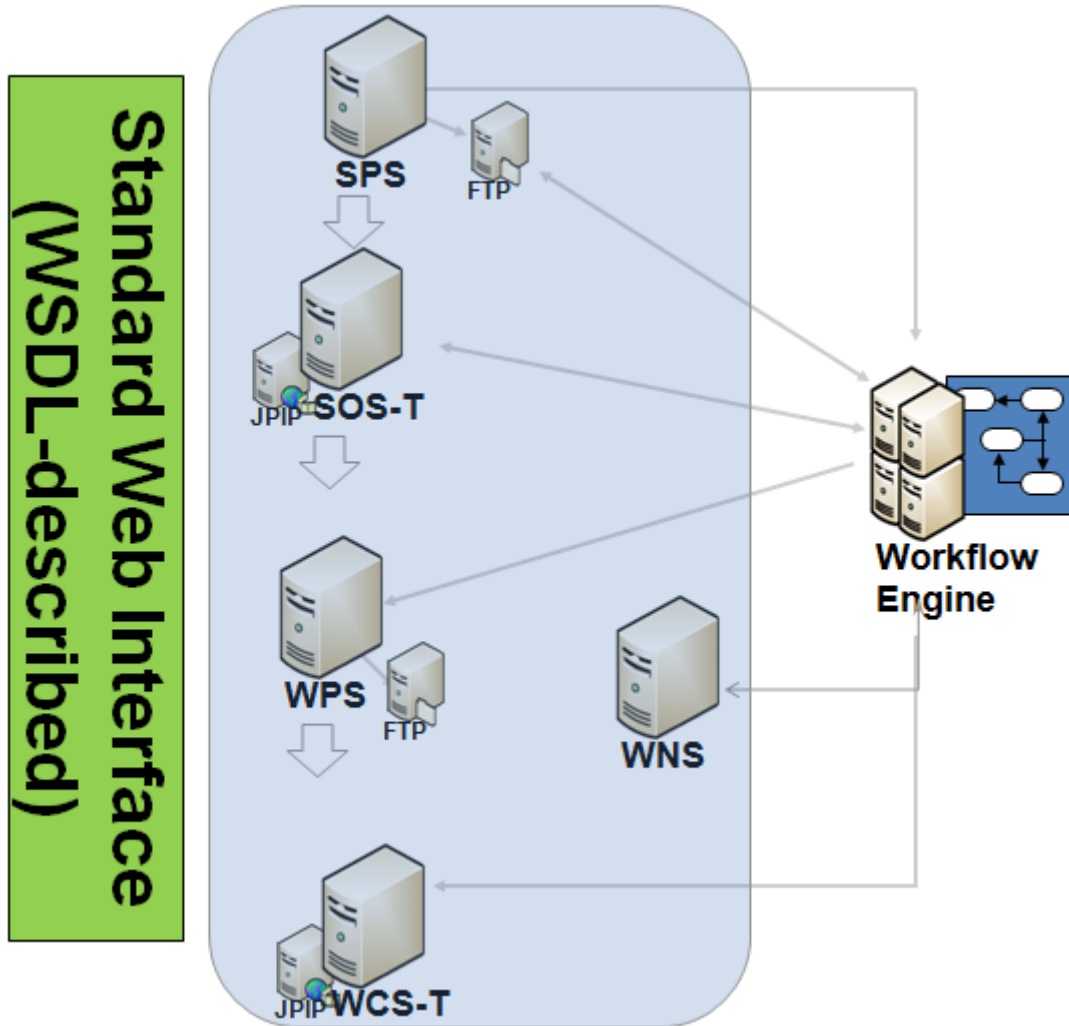 Standard Web Interface
(WSDL-described)
SPS
FTP
JPIP
SOS-T
WPS
FTP
WNS
JPIP
WCS-T
Workflow
Engine